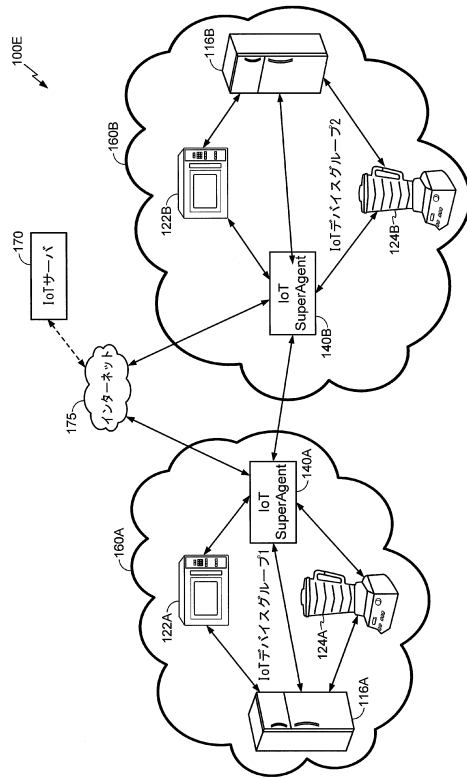 100E
170
IoTサーバ
175
インターネット
160A
122A
IoTデバイスグループ1
IoT
SuperAgent
140A
124A
116A
160B
116B
122B
IoTデバイスグループ2
IoT
SuperAgent
140B
124B